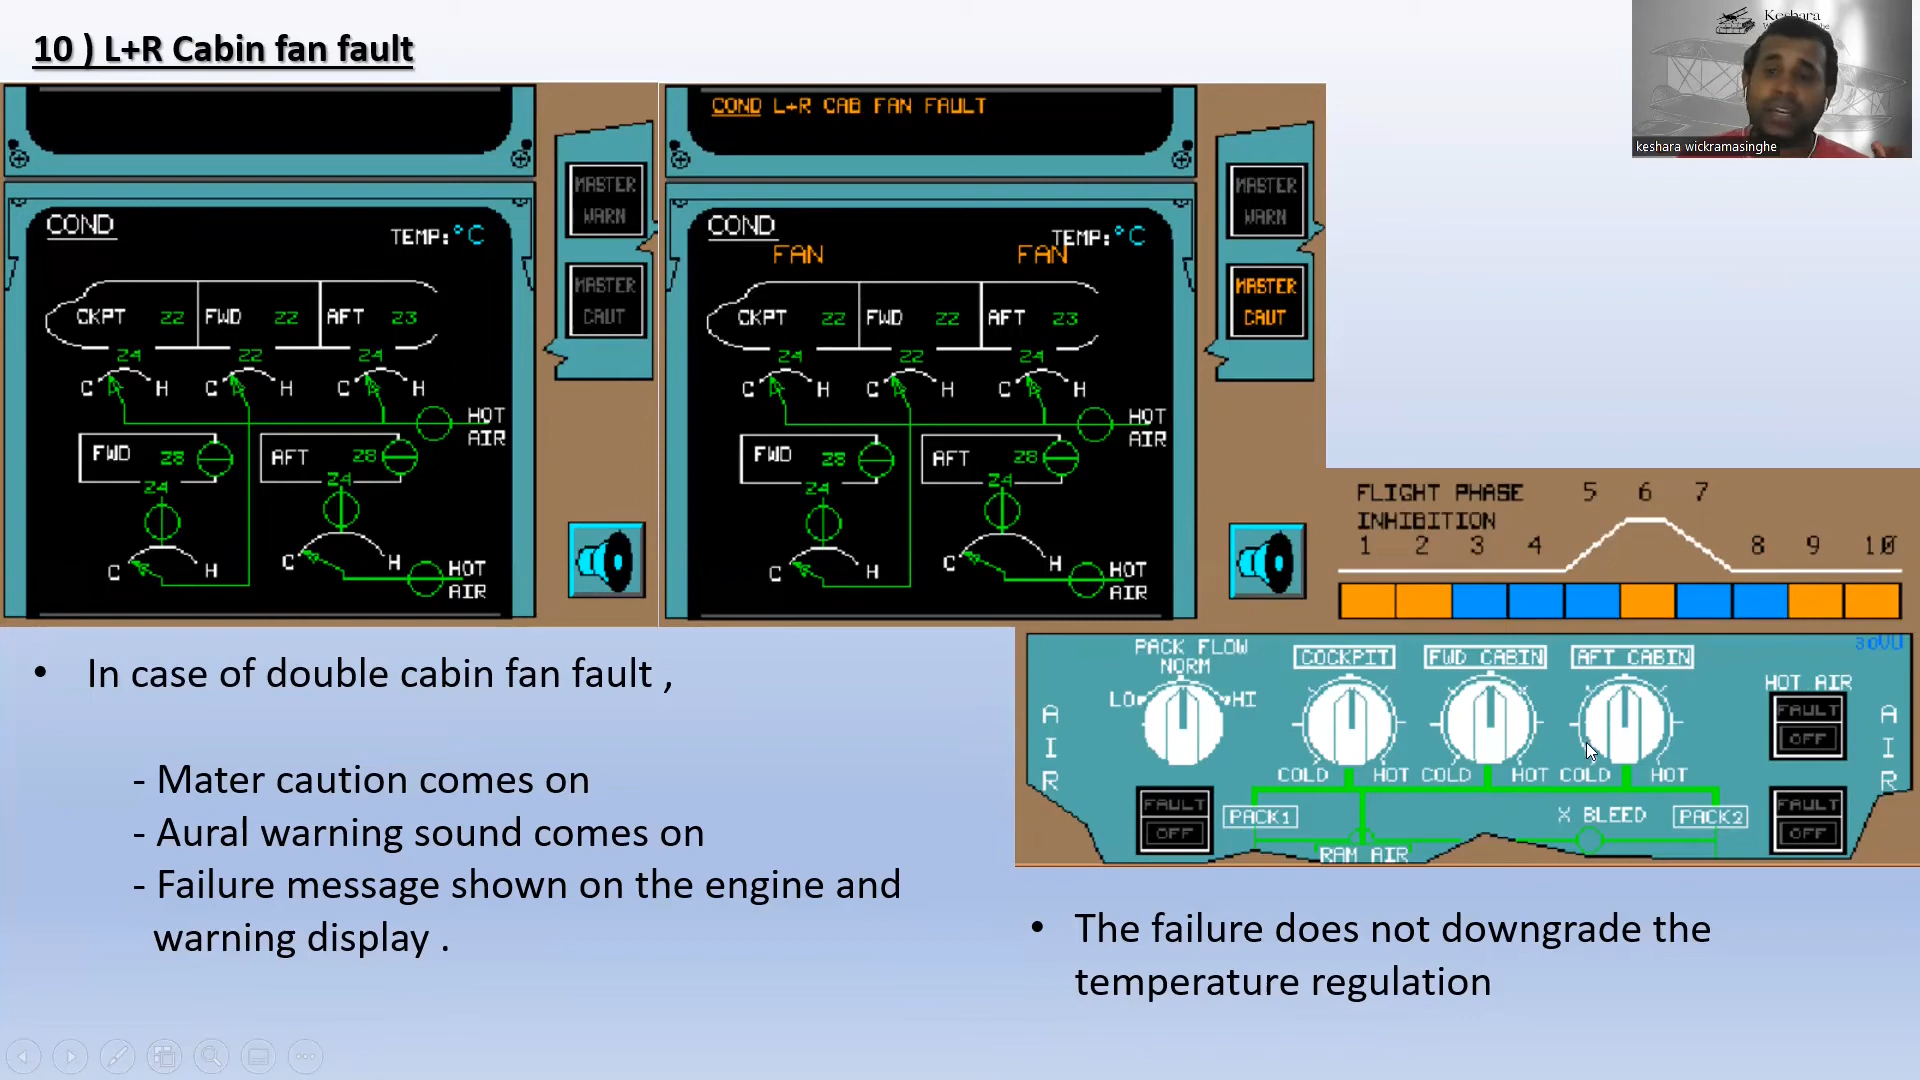 10 ) L+R Cabin fan fault
Keshara
keshara wickramasinghe
MASTER
WARN
MASTER
CAUT
COND
TEMP:°C
CKPT 22 FWD 22 AFT 23
24 22 24
C H C H C H
HOT
AIR
FWD 28 AFT 28
24 24
C H C H
HOT
AIR
COND L+R CAB FAN FAULT
MASTER
WARN
MASTER
CAUT
COND
TEMP:°C
FAN FAN
CKPT 22 FWD 22 AFT 23
24 22 24
C H C H C H
HOT
AIR
FWD 28 AFT 28
24 24
C H C H
HOT
AIR
FLIGHT PHASE
INHIBITION
1 2 3 4 5 6 7 8 9 10
30VU
PACK FLOW
NORM
LO HI
COCKPIT FWD CABIN AFT CABIN
HOT AIR
FAULT
OFF
COLD HOT COLD HOT COLD HOT
AIR
AIR
FAULT
OFF
PACK1
X BLEED
PACK2
FAULT
OFF
RAM AIR
• In case of double cabin fan fault ,
- Mater caution comes on
- Aural warning sound comes on
- Failure message shown on the engine and
warning display .
• The failure does not downgrade the
temperature regulation